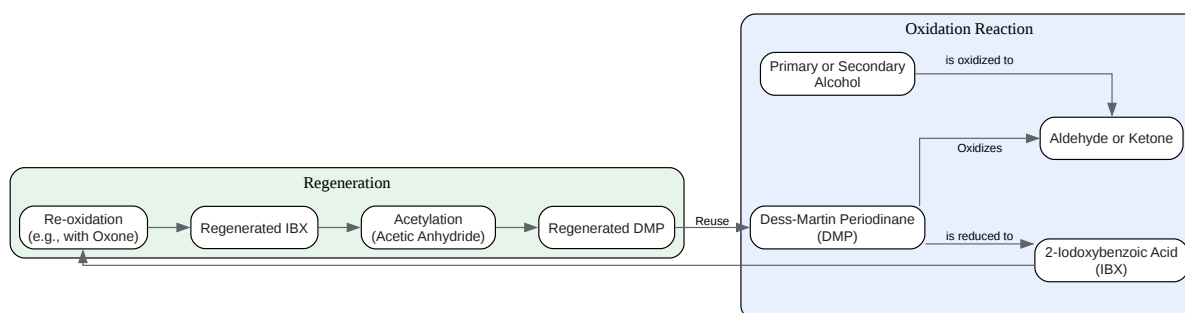 Oxidation Reaction
Primary or Secondary
Alcohol
is oxidized to
Aldehyde or Ketone
Oxidizes
Regeneration
Re-oxidation
(e.g., with Oxone)
Regenerated IBX
Acetylation
(Acetic Anhydride)
Regenerated DMP
Reuse
Dess-Martin Periodinane
(DMP)
is reduced to
2-Iodoxybenzoic Acid
(IBX)